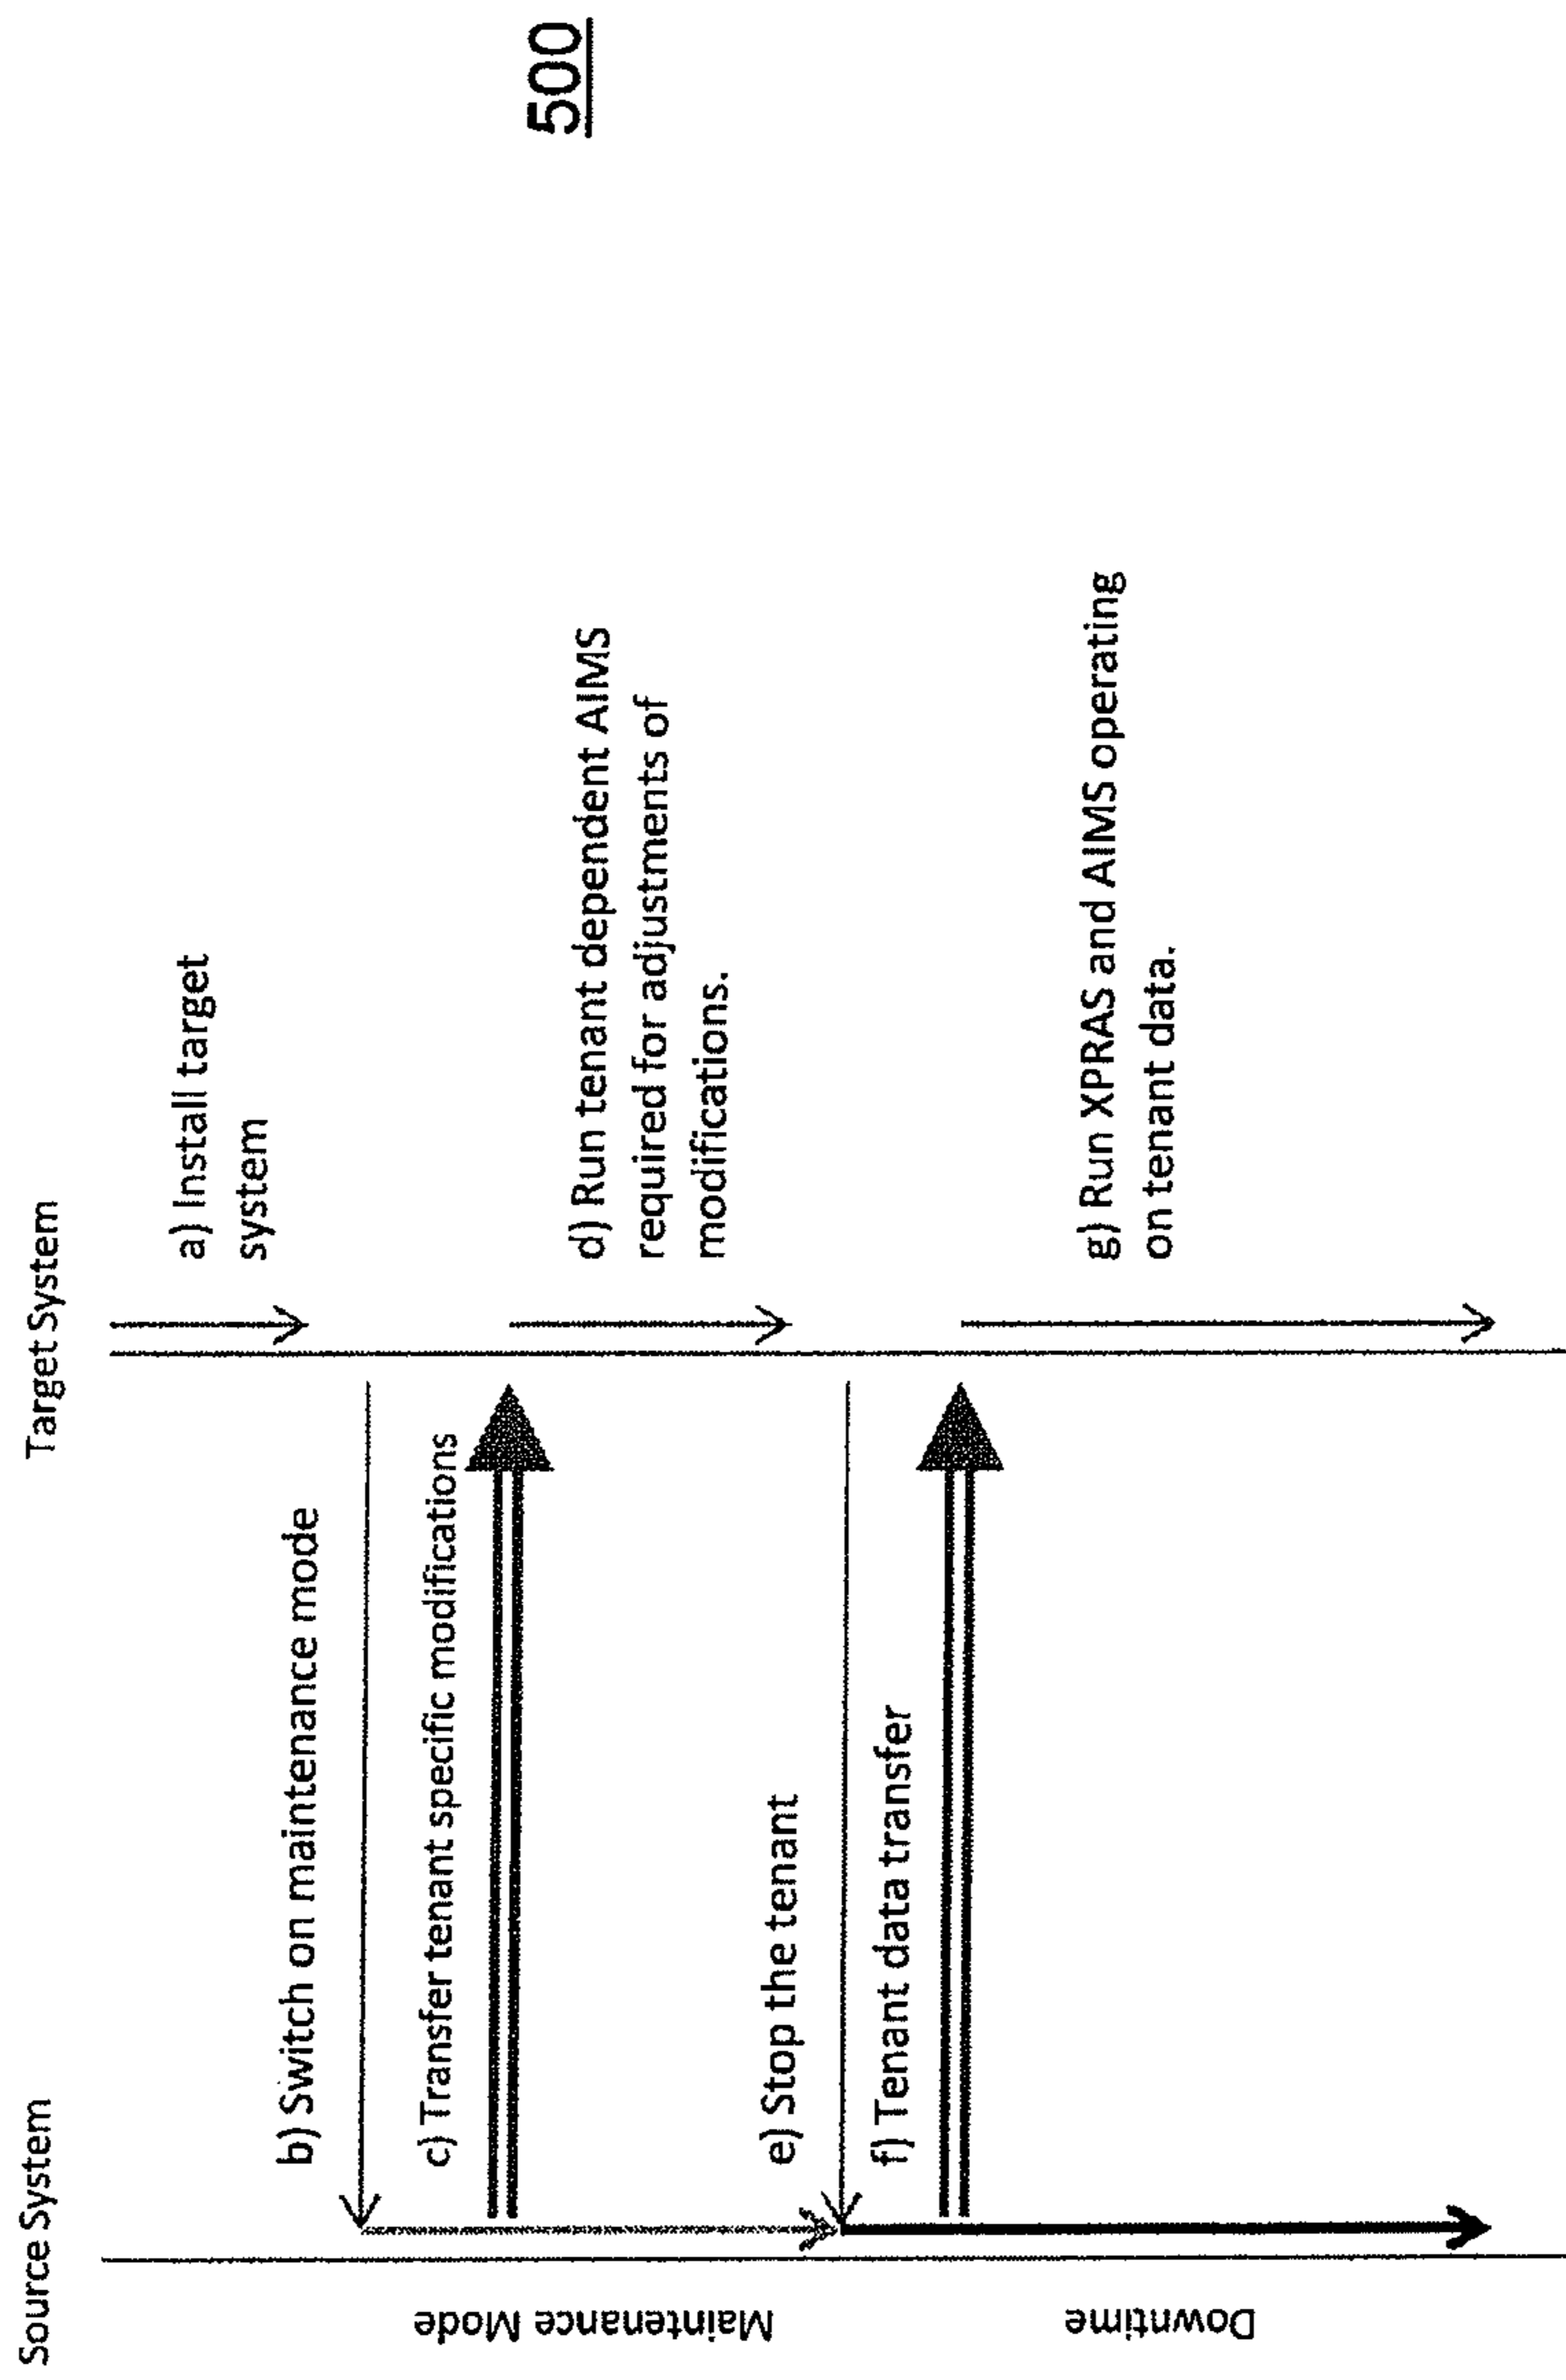 Source System
Target System
a) Install target
system
b) Switch on maintenance mode
c) Transfer tenant specific modifications
Maintenance Mode
d) Run tenant dependent AIMS
required for adjustments of
modifications.
e) Stop the tenant
f) Tenant data transfer
Downtime
g) Run XPRAS and AIMS operating
on tenant data.
500